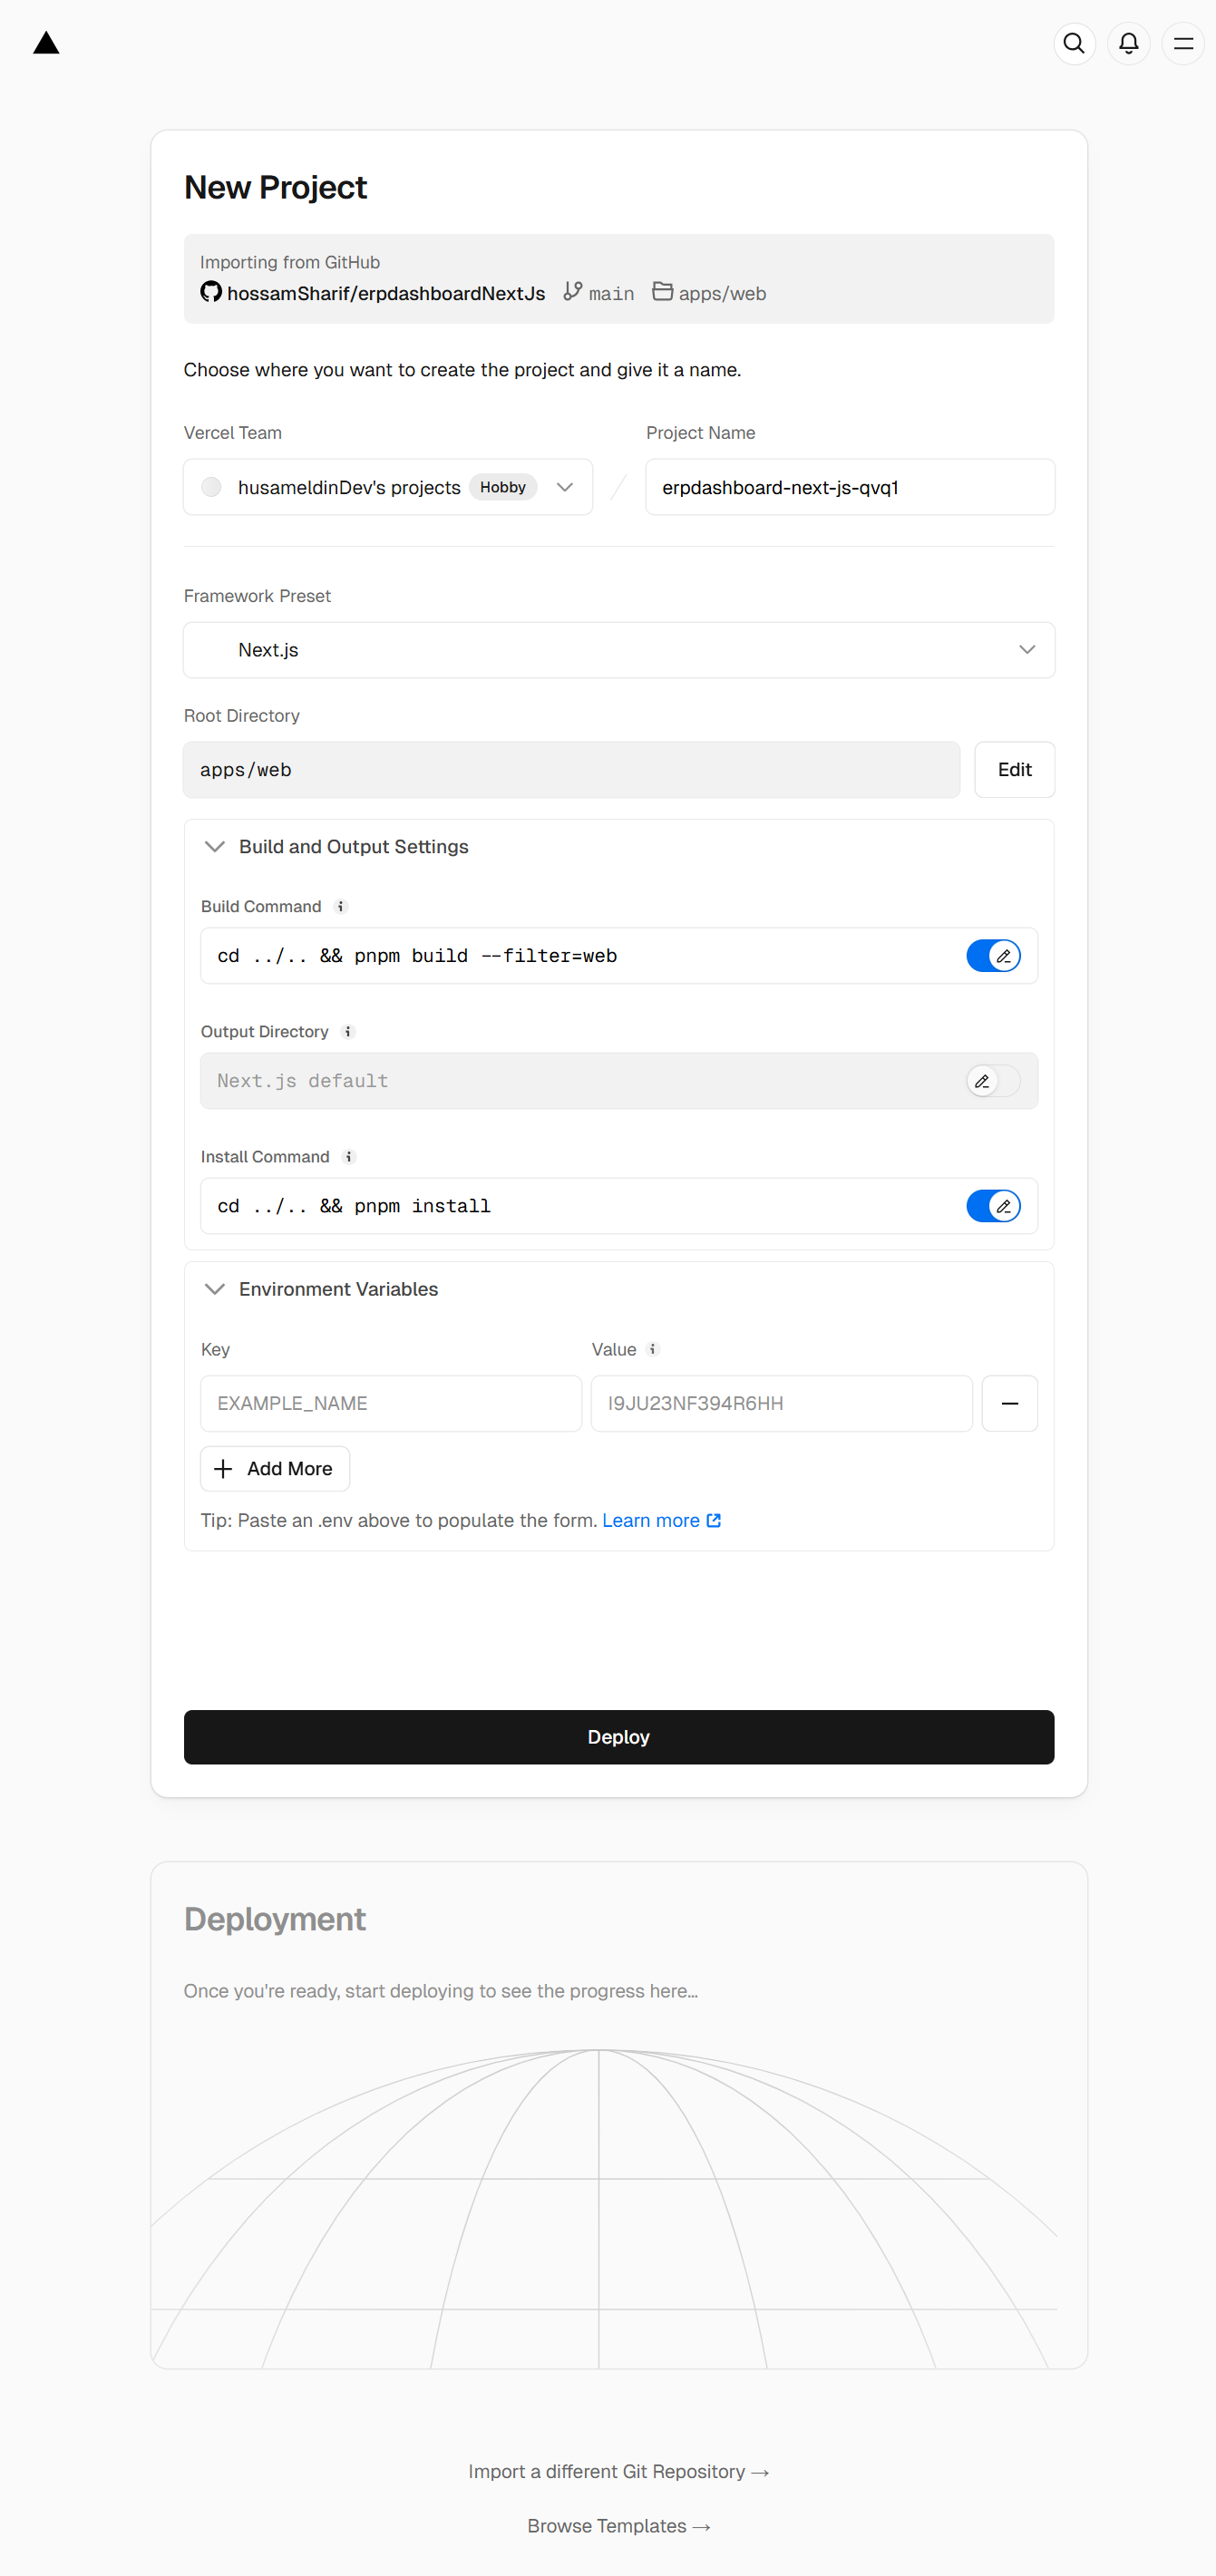 New Project
Importing from GitHub
hossamSharif/erpdashboardNextJs main apps/web
Choose where you want to create the project and give it a name.
Vercel Team Project Name
husameldinDev's projects Hobby erpdashboard-next-js-qvq1
Framework Preset
Next.js
Root Directory
apps/web Edit
Build and Output Settings
Build Command
cd ../.. && pnpm build --filter=web
Output Directory
Next.js default
Install Command
cd ../.. && pnpm install
Environment Variables
Key Value
EXAMPLE_NAME I9JU23NF394R6HH
Add More
Tip: Paste an .env above to populate the form. Learn more
Deploy
Deployment
Once you're ready, start deploying to see the progress here...
Import a different Git Repository →
Browse Templates →